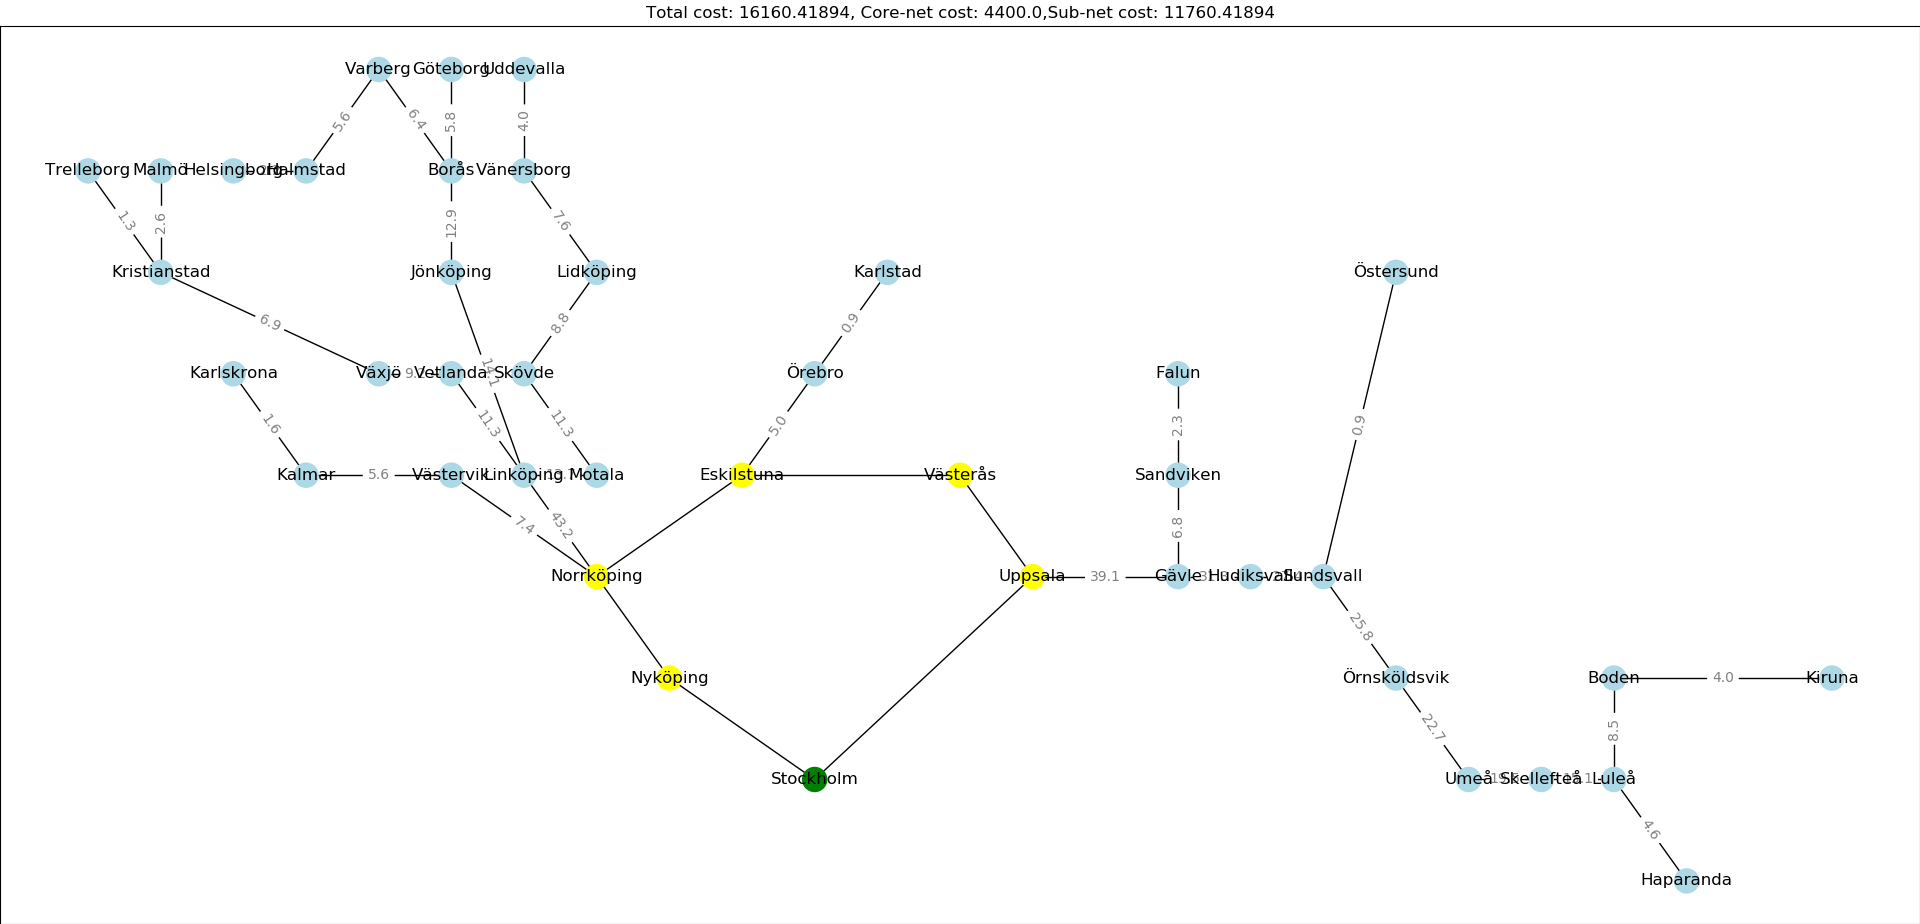 Total cost: 16160.41894, Core-net cost: 4400.0,Sub-net cost: 11760.41894
Varberg Göteborg Uddevalla
5.6 6.4 5.8 4.0
Trelleborg Malmö Helsingborg Halmstad Borås Vänersborg
1.3 2.6 12.9 7.6
Kristianstad Jönköping Lidköping Karlstad Östersund
6.9 8.8 0.9
Karlskrona Växjö Vetlanda Skövde Örebro Falun
1.6 11.3 11.3 5.0 2.3 0.9
Kalmar 5.6 Västervik Linköping Motala Eskilstuna Västerås Sandviken
7.4 43.2 6.8
Norrköping Uppsala 39.1 Gävle Hudiksvall Sundsvall
25.8
Nyköping Örnsköldsvik Boden 4.0 Kiruna
22.7 8.5
Stockholm Umeå Skellefteå Luleå
4.6
Haparanda